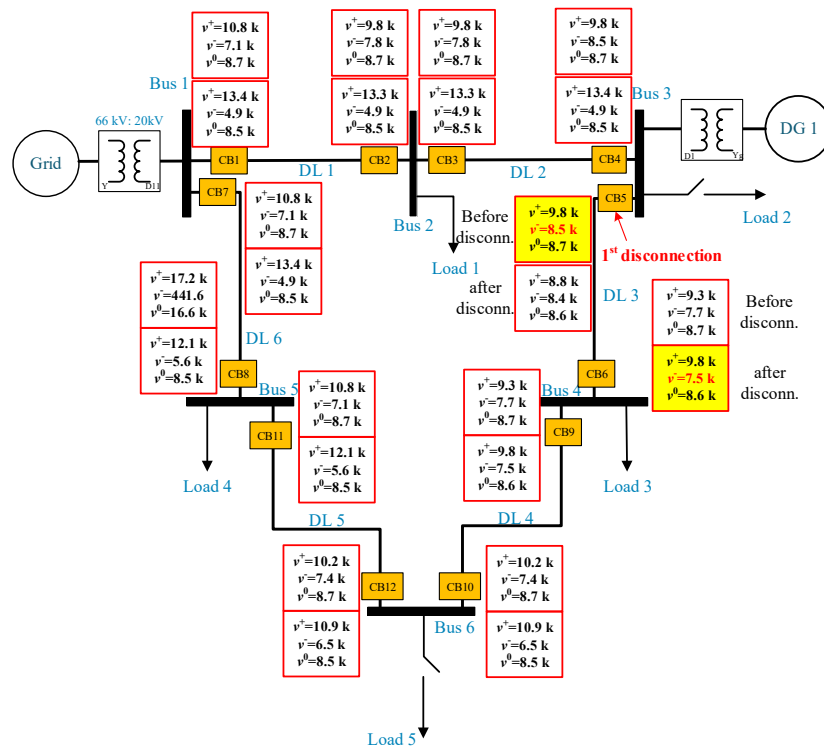 v⁺=10.8 k
v⁻=7.1 k
v⁰=8.7 k
v⁺=13.4 k
v⁻=4.9 k
v⁰=8.5 k
v⁺=9.8 k
v⁻=7.8 k
v⁰=8.7 k
v⁺=13.3 k
v⁻=4.9 k
v⁰=8.5 k
v⁺=9.8 k
v⁻=7.8 k
v⁰=8.7 k
v⁺=13.3 k
v⁻=4.9 k
v⁰=8.5 k
v⁺=9.8 k
v⁻=8.5 k
v⁰=8.7 k
v⁺=13.4 k
v⁻=4.9 k
v⁰=8.5 k
Bus 1
Bus 3
66 kV: 20kV
Grid
Y
D11
CB1
DL 1
CB2
CB3
DL 2
CB4
D1
Yg
DG 1
CB7
CB5
Bus 2
Load 1
Load 2
v⁺=10.8 k
v⁻=7.1 k
v⁰=8.7 k
v⁺=13.4 k
v⁻=4.9 k
v⁰=8.5 k
Before
disconn.
v⁺=9.8 k
v⁻=8.5 k
v⁰=8.7 k
1st disconnection
after
disconn.
v⁺=8.8 k
v⁻=8.4 k
v⁰=8.6 k
DL 3
v⁺=17.2 k
v⁻=441.6
v⁰=16.6 k
v⁺=12.1 k
v⁻=5.6 k
v⁰=8.5 k
DL 6
v⁺=9.3 k
v⁻=7.7 k
v⁰=8.7 k
Before
disconn.
v⁺=9.8 k
v⁻=7.5 k
v⁰=8.6 k
after
disconn.
CB8
Bus 5
CB11
v⁺=10.8 k
v⁻=7.1 k
v⁰=8.7 k
v⁺=12.1 k
v⁻=5.6 k
v⁰=8.5 k
v⁺=9.3 k
v⁻=7.7 k
v⁰=8.7 k
v⁺=9.8 k
v⁻=7.5 k
v⁰=8.6 k
CB6
Bus 4
CB9
Load 4
Load 3
DL 5
DL 4
v⁺=10.2 k
v⁻=7.4 k
v⁰=8.7 k
v⁺=10.9 k
v⁻=6.5 k
v⁰=8.5 k
CB12
CB10
Bus 6
v⁺=10.2 k
v⁻=7.4 k
v⁰=8.7 k
v⁺=10.9 k
v⁻=6.5 k
v⁰=8.5 k
Load 5